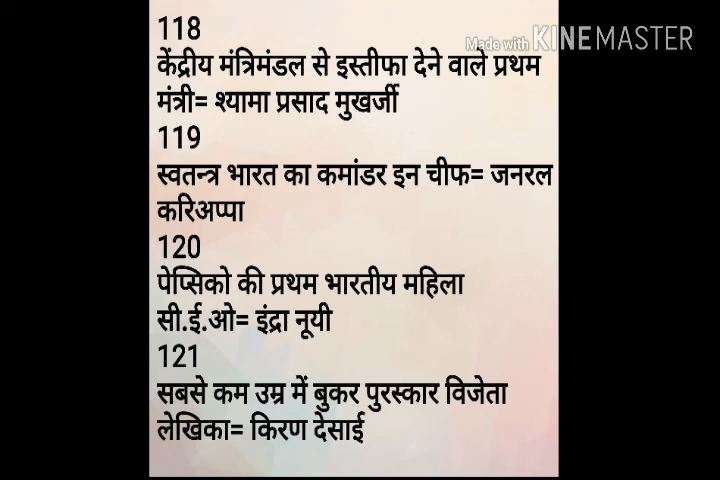 118
Made with KINEMASTER
केंद्रीय मंत्रिमंडल से इस्तीफा देने वाले प्रथम
मंत्री= श्यामा प्रसाद मुखर्जी
119
स्वतन्त्र भारत का कमांडर इन चीफ= जनरल
करिअप्पा
120
पेप्सिको की प्रथम भारतीय महिला
सी.ई.ओ= इंद्रा नूयी
121
सबसे कम उम्र में बुकर पुरस्कार विजेता
लेखिका= किरण देसाई